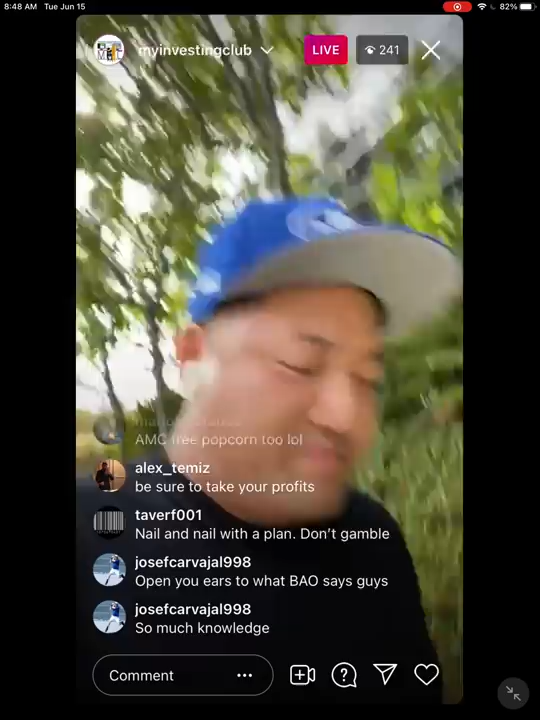 8:48 AM Tue Jun 15
82%
myinvestingclub
LIVE
241
AMC free popcorn too lol
alex_temiz
be sure to take your profits
taverf001
Nail and nail with a plan. Don’t gamble
josefcarvajal998
Open you ears to what BAO says guys
josefcarvajal998
So much knowledge
Comment